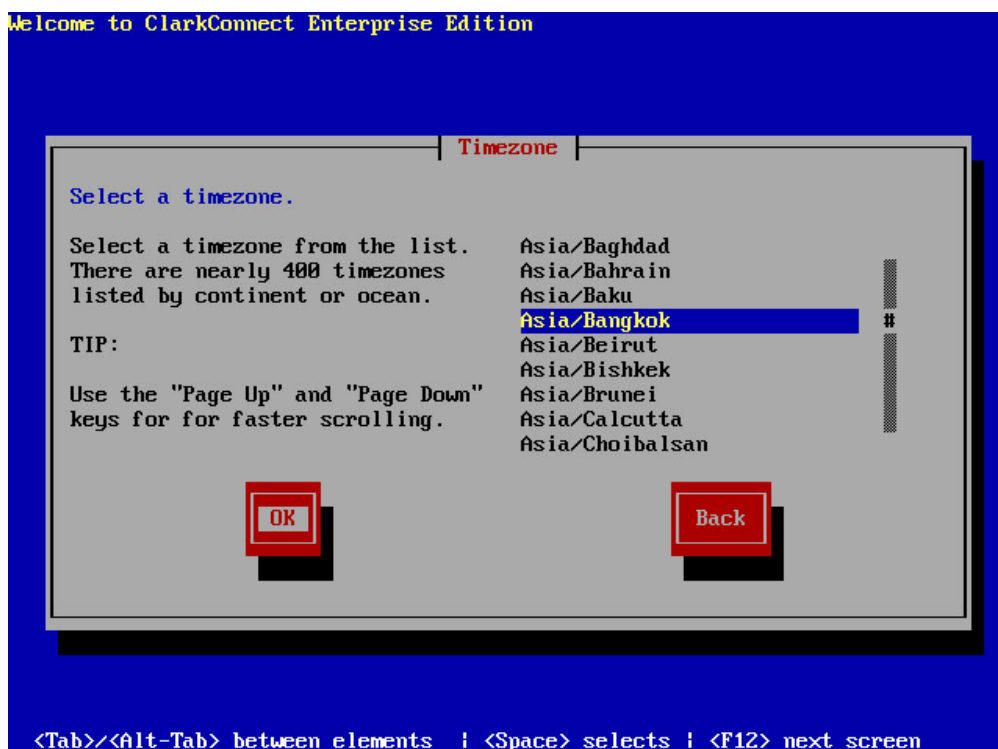 Welcome to ClarkConnect Enterprise Edition
Timezone
Select a timezone.
Select a timezone from the list.
There are nearly 400 timezones
listed by continent or ocean.
TIP:
Use the "Page Up" and "Page Down"
keys for for faster scrolling.
Asia/Baghdad
Asia/Bahrain
Asia/Baku
Asia/Bangkok
#
Asia/Beirut
Asia/Bishkek
Asia/Brunei
Asia/Calcutta
Asia/Choibalsan
OK
Back
<Tab>/<Alt-Tab> between elements | <Space> selects | <F12> next screen